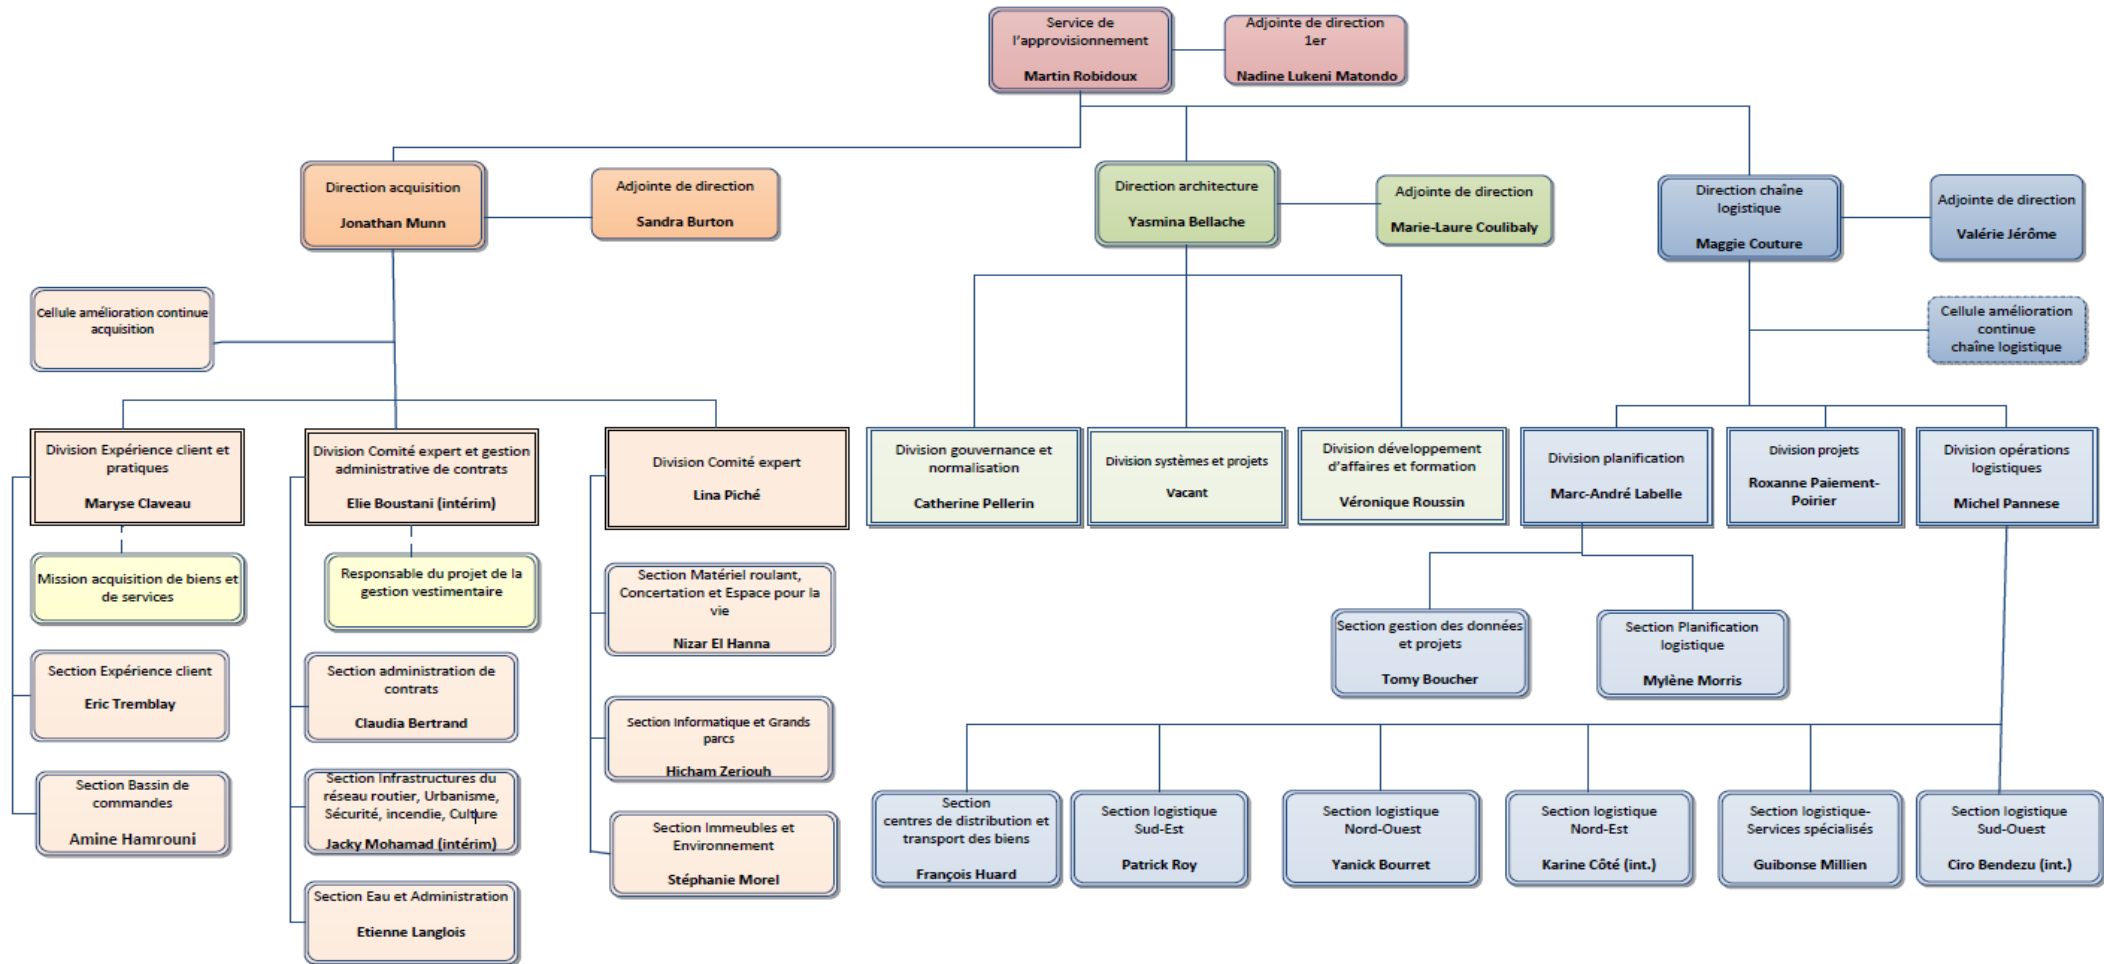 Service de
l'approvisionnement
Martin Robidoux
Adjointe de direction
1er
Nadine Lukeni Matondo
Direction acquisition
Jonathan Munn
Adjointe de direction
Sandra Burton
Direction architecture
Yasmina Bellache
Adjointe de direction
Marie-Laure Coulibaly
Direction chaîne
logistique
Maggie Couture
Adjointe de direction
Valérie Jérôme
Cellule amélioration continue
acquisition
Cellule amélioration
continue
chaîne logistique
Division Expérience client et
pratiques
Maryse Claveau
Division Comité expert et gestion
administrative de contrats
Elie Boustani (intérim)
Division Comité expert
Lina Piché
Division gouvernance et
normalisation
Catherine Pellerin
Division systèmes et projets
Vacant
Division développement
d'affaires et formation
Véronique Roussin
Division planification
Marc-André Labelle
Division projets
Roxanne Paiement-
Poirier
Division opérations
logistiques
Michel Pannese
Mission acquisition de biens et
de services
Responsable du projet de la
gestion vestimentaire
Section Matériel roulant,
Concertation et Espace pour la
vie
Nizar El Hanna
Section gestion des données
et projets
Tomy Boucher
Section Planification
logistique
Mylène Morris
Section Expérience client
Eric Tremblay
Section administration de
contrats
Claudia Bertrand
Section Informatique et Grands
parcs
Hicham Zeriouh
Section Bassin de
commandes
Amine Hamrouni
Section Infrastructures du
réseau routier, Urbanisme,
Sécurité, incendie, Culture
Jacky Mohamad (intérim)
Section Immeubles et
Environnement
Stéphanie Morel
Section
centres de distribution et
transport des biens
François Huard
Section logistique
Sud-Est
Patrick Roy
Section logistique
Nord-Ouest
Yanick Bourret
Section logistique
Nord-Est
Karine Côté (int.)
Section logistique-
Services spécialisés
Guibonse Millien
Section logistique
Sud-Ouest
Ciro Bendezu (int.)
Section Eau et Administration
Etienne Langlois